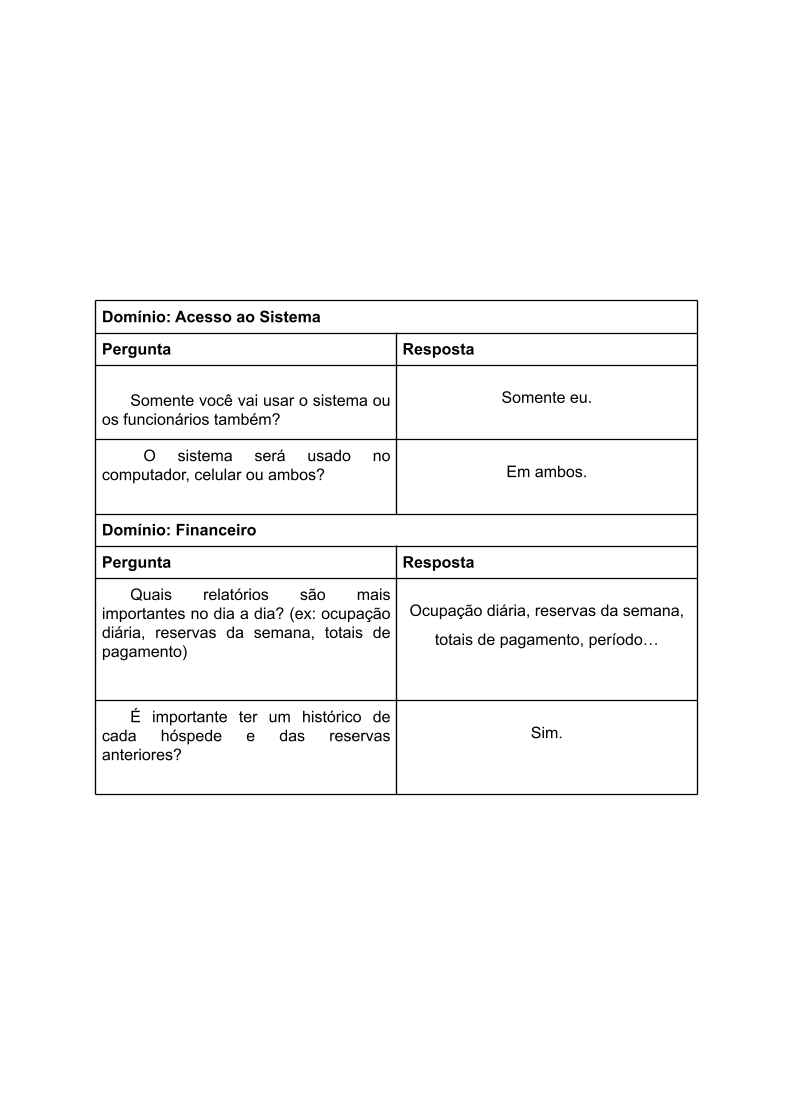 Domínio: Acesso ao Sistema
Pergunta
Resposta
Somente você vai usar o sistema ou
os funcionários também?
Somente eu.
O sistema será usado no
computador, celular ou ambos?
Em ambos.
Domínio: Financeiro
Pergunta
Resposta
Quais relatórios são mais
importantes no dia a dia? (ex: ocupação
diária, reservas da semana, totais de
pagamento)
Ocupação diária, reservas da semana,
totais de pagamento, período…
É importante ter um histórico de
cada hóspede e das reservas
anteriores?
Sim.